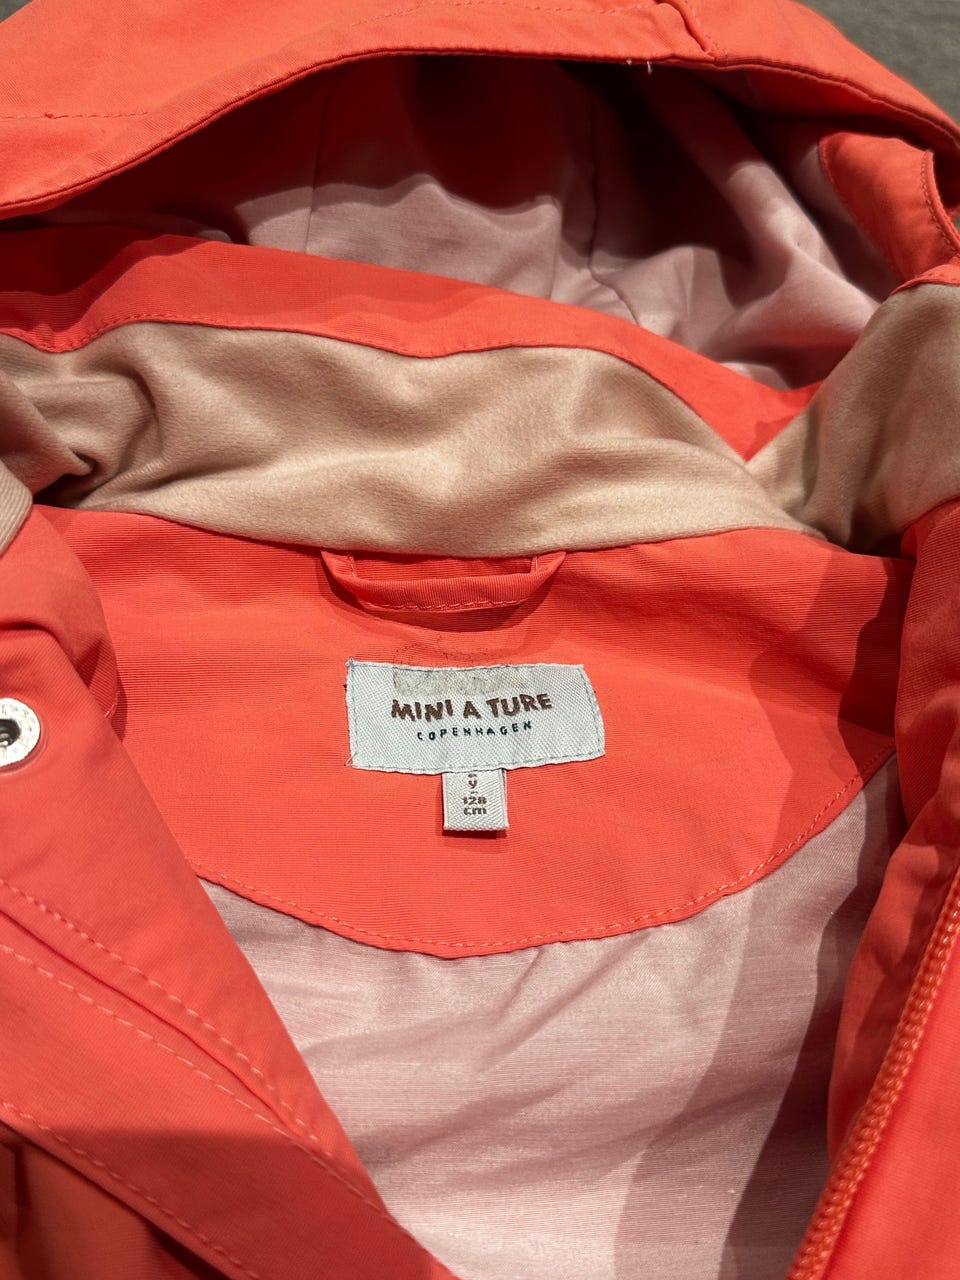 MINI A TURE
COPENHAGEN
Y
128
cm